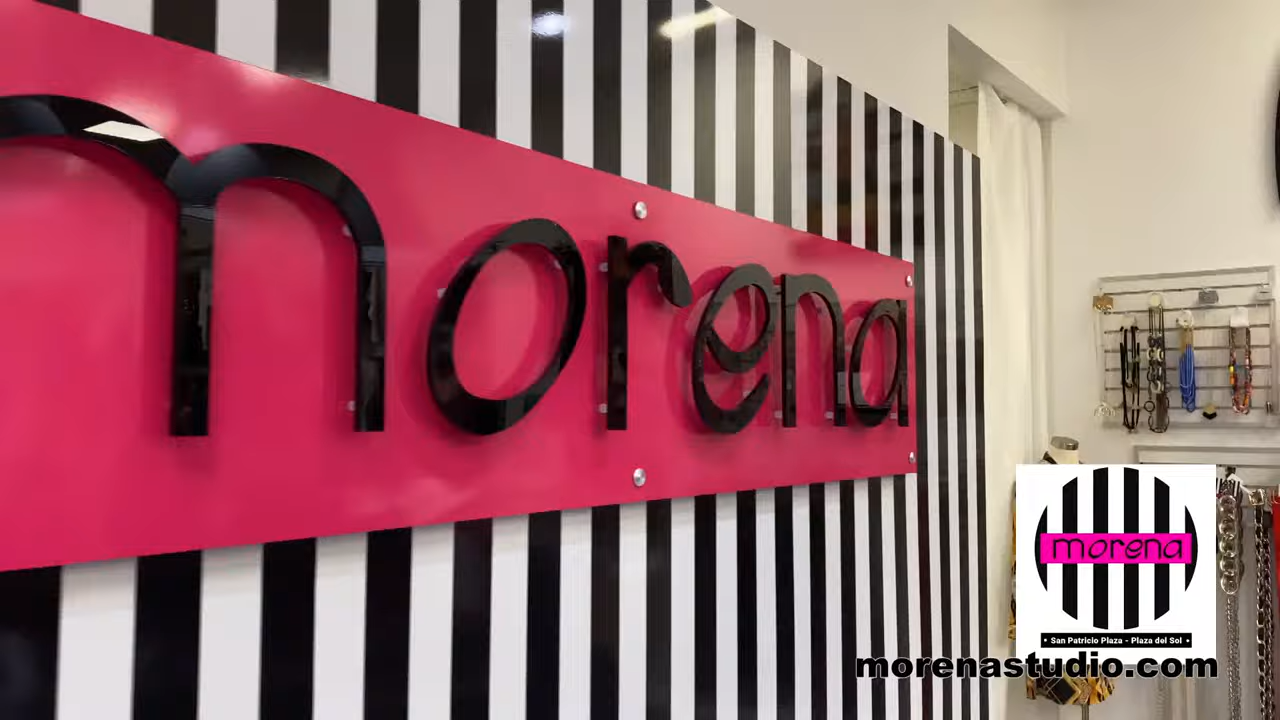 morena
morena
• San Patricio Plaza - Plaza del Sol •
morenastudio.com